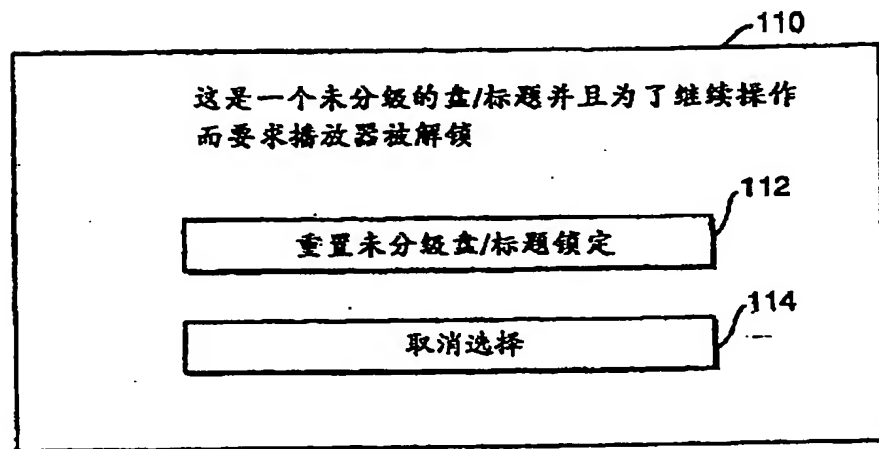 110
这是一个未分级的盘/标题并且为了继续操作
而要求播放器被解锁
112
重置未分级盘/标题锁定
114
取消选择